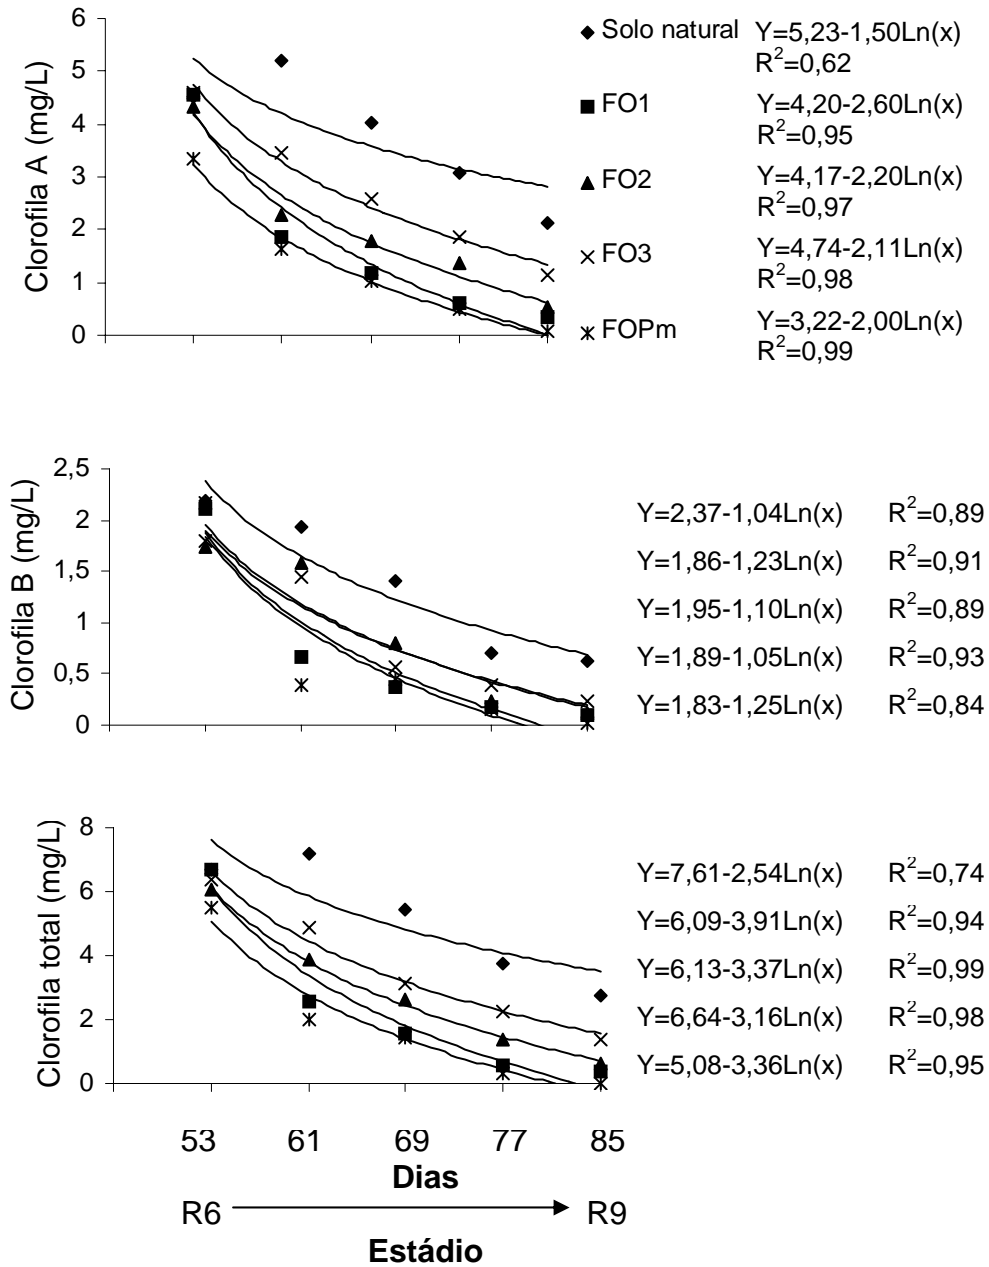 Clorofila A (mg/L)
6
5
4
3
2
1
0
Solo natural Y=5,23-1,50Ln(x)
R²=0,62
FO1 Y=4,20-2,60Ln(x)
R²=0,95
FO2 Y=4,17-2,20Ln(x)
R²=0,97
FO3 Y=4,74-2,11Ln(x)
R²=0,98
FOPm Y=3,22-2,00Ln(x)
R²=0,99
Clorofila B (mg/L)
2,5
2
1,5
1
0,5
0
Y=2,37-1,04Ln(x) R²=0,89
Y=1,86-1,23Ln(x) R²=0,91
Y=1,95-1,10Ln(x) R²=0,89
Y=1,89-1,05Ln(x) R²=0,93
Y=1,83-1,25Ln(x) R²=0,84
Clorofila total (mg/L)
8
6
4
2
0
Y=7,61-2,54Ln(x) R²=0,74
Y=6,09-3,91Ln(x) R²=0,94
Y=6,13-3,37Ln(x) R²=0,99
Y=6,64-3,16Ln(x) R²=0,98
Y=5,08-3,36Ln(x) R²=0,95
53 61 69 77 85
Dias
R6 R9
Estádio